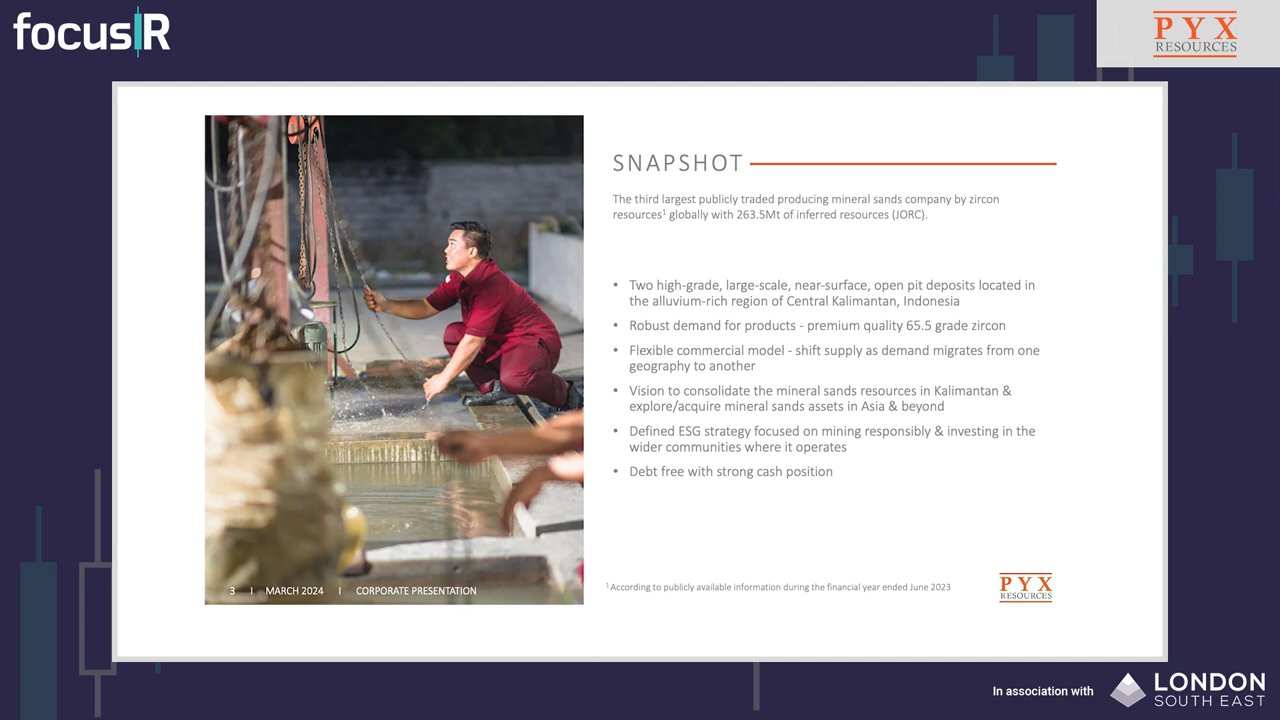 focusIR
PYX
RESOURCES
SNAPSHOT
The third largest publicly traded producing mineral sands company by zircon
resources¹ globally with 263.5Mt of inferred resources (JORC).
• Two high-grade, large-scale, near-surface, open pit deposits located in
the alluvium-rich region of Central Kalimantan, Indonesia
• Robust demand for products - premium quality 65.5 grade zircon
• Flexible commercial model - shift supply as demand migrates from one
geography to another
• Vision to consolidate the mineral sands resources in Kalimantan &
explore/acquire mineral sands assets in Asia & beyond
• Defined ESG strategy focused on mining responsibly & investing in the
wider communities where it operates
• Debt free with strong cash position
3 I MARCH 2024 I CORPORATE PRESENTATION
¹ According to publicly available information during the financial year ended June 2023
PYX
RESOURCES
In association with
LONDON
SOUTH EAST